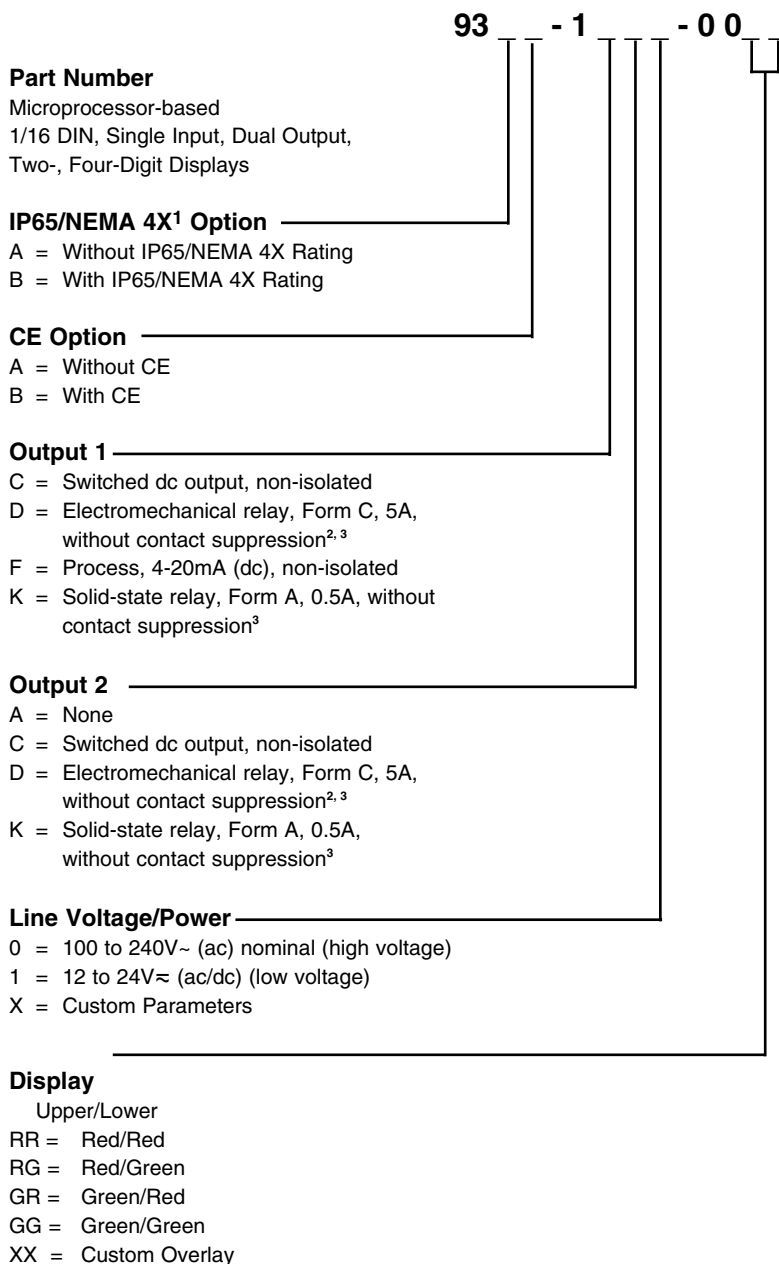 93 _ _ - 1 _ _ _ - 0 0 _ _
Part Number
Microprocessor-based
1/16 DIN, Single Input, Dual Output,
Two-, Four-Digit Displays
IP65/NEMA 4X¹ Option
A = Without IP65/NEMA 4X Rating
B = With IP65/NEMA 4X Rating
CE Option
A = Without CE
B = With CE
Output 1
C = Switched dc output, non-isolated
D = Electromechanical relay, Form C, 5A,
without contact suppression², ³
F = Process, 4-20mA (dc), non-isolated
K = Solid-state relay, Form A, 0.5A, without
contact suppression³
Output 2
A = None
C = Switched dc output, non-isolated
D = Electromechanical relay, Form C, 5A,
without contact suppression², ³
K = Solid-state relay, Form A, 0.5A,
without contact suppression³
Line Voltage/Power
0 = 100 to 240V~ (ac) nominal (high voltage)
1 = 12 to 24V≂ (ac/dc) (low voltage)
X = Custom Parameters
Display
Upper/Lower
RR = Red/Red
RG = Red/Green
GR = Green/Red
GG = Green/Green
XX = Custom Overlay